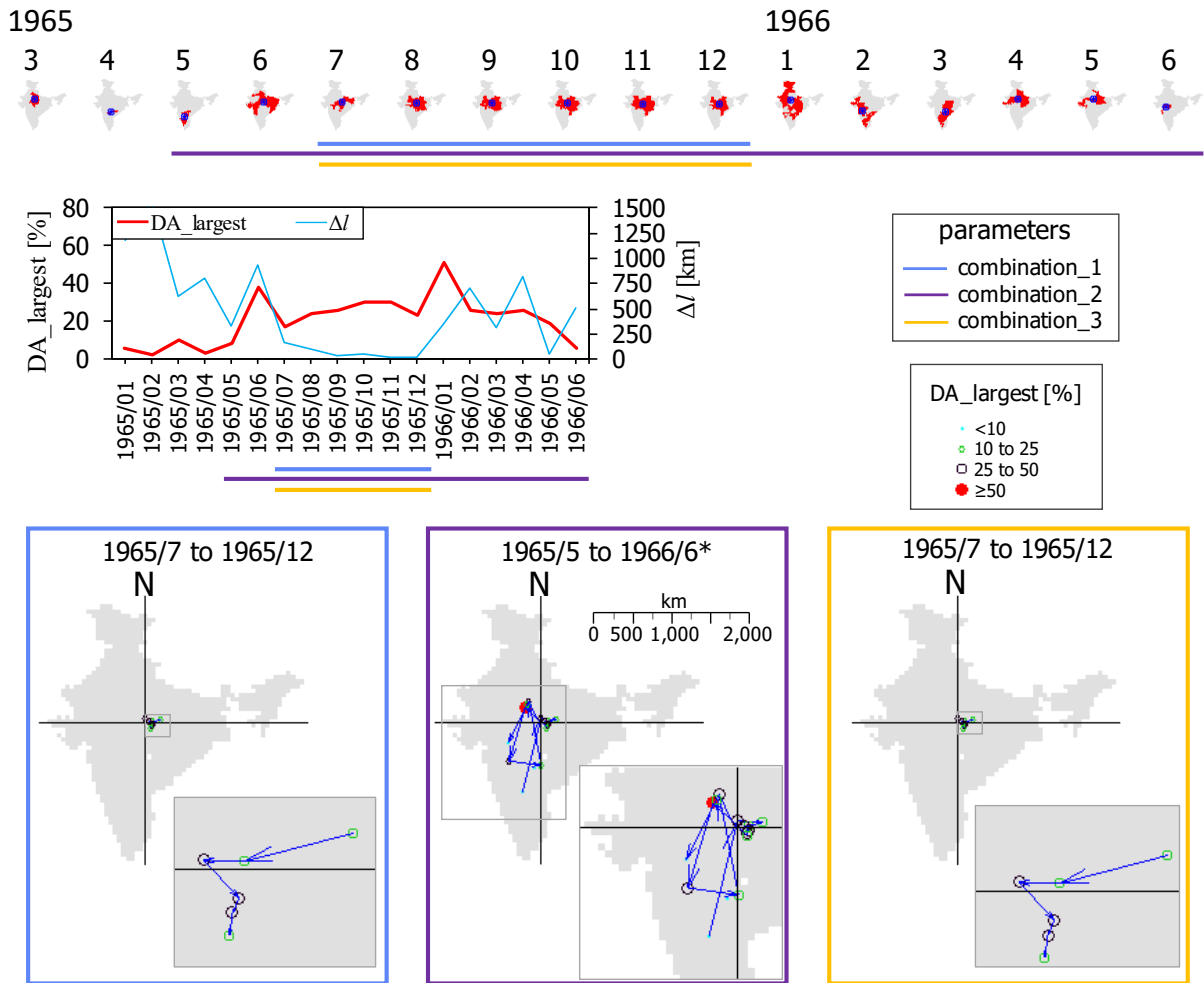 1965 1966
3 4 5 6 7 8 9 10 11 12 1 2 3 4 5 6
80 1500
DA_largest Δl
60 1250
1000
40 750
20 500
250
0 0
DA_largest [%]
Δl [km]
1965/01
1965/02
1965/03
1965/04
1965/05
1965/06
1965/07
1965/08
1965/09
1965/10
1965/11
1965/12
1966/01
1966/02
1966/03
1966/04
1966/05
1966/06
parameters
combination_1
combination_2
combination_3
DA_largest [%]
<10
10 to 25
25 to 50
≥50
1965/7 to 1965/12
N
1965/5 to 1966/6*
N
km
0 500 1,000 2,000
1965/7 to 1965/12
N